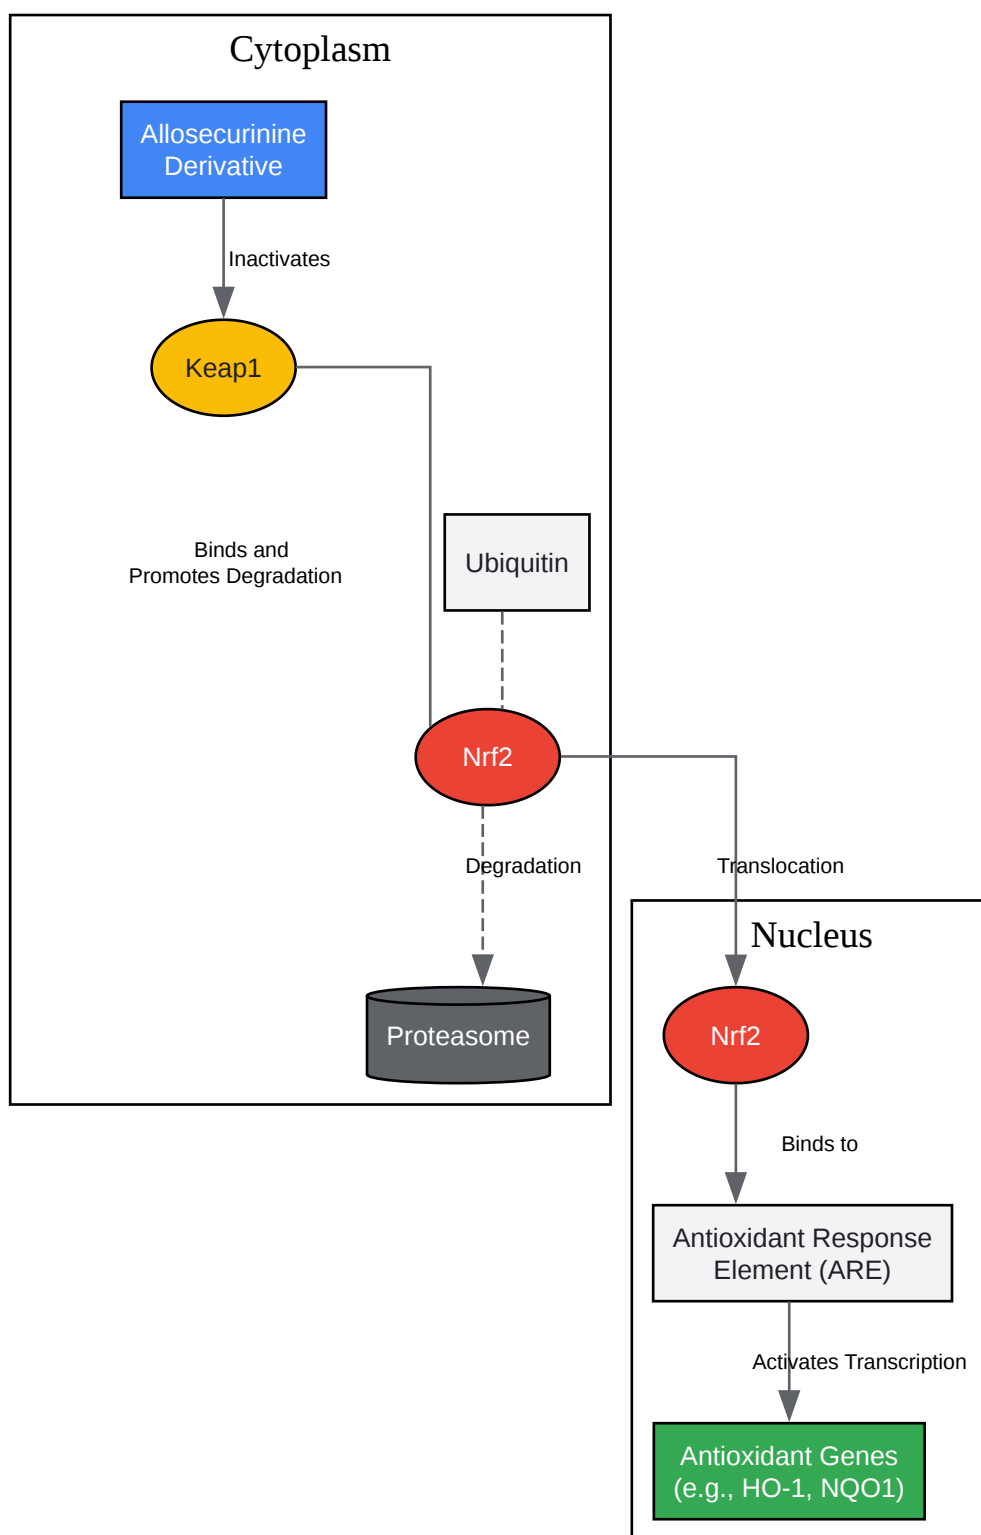 Cytoplasm
Allosecurinine
Derivative
Inactivates
Keap1
Binds and
Promotes Degradation
Ubiquitin
Nrf2
Degradation
Translocation
Proteasome
Nucleus
Nrf2
Binds to
Antioxidant Response
Element (ARE)
Activates Transcription
Antioxidant Genes
(e.g., HO-1, NQO1)